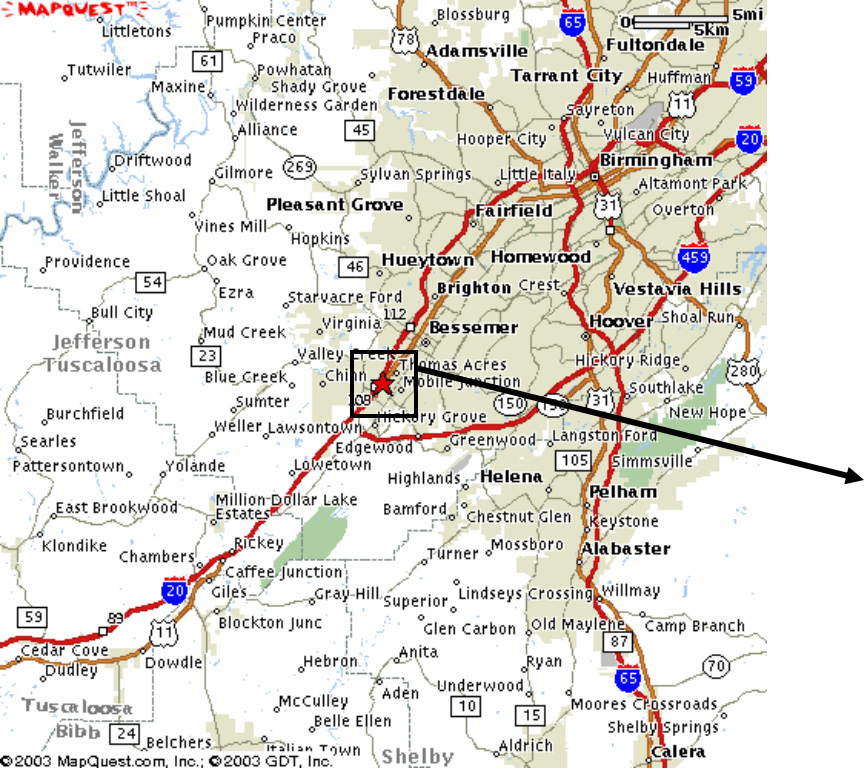 MAPQUEST
Littletons
Pumpkin Center
Blossburg
65
0
5mi
5km
Praco
78
Adamsville
Fultondale
61
Tutwiler
Powhatan
Tarrant City
Huffman
59
Maxine
Shady Grove
Forestdale
11
Wilderness Garden
Sayreton
Jefferson
Walker
Alliance
45
Hooper City
Vulcan City
20
Driftwood
269
Birmingham
Gilmore
Sylvan Springs
Little Italy
Altamont Park
Little Shoal
Pleasant Grove
31
Fairfield
Overton
Vines Mill
Hopkins
Providence
Oak Grove
46
Hueytown
Homewood
459
54
Ezra
Starvacre Ford
Brighton
Crest
Vestavia Hills
Bull City
Virginia
112
Bessemer
Hoover
Shoal Run
Mud Creek
Jefferson
Tuscaloosa
23
Valley Creek
Thomas Acres
Hickory Ridge
Blue Creek
Mobile Junction
280
Sumter
108
150
150
31
Southlake
Burchfield
Hickory Grove
New Hope
Searles
Weller
Lawsontown
Edgewood
Greenwood
Langston Ford
Pattersontown
Zolande
Lowetown
105
Simmsville
Highlands
Helena
East Brookwood
Million Dollar Lake
Estates
Pelham
Bamford
Chestnut Glen
Keystone
Klondike
Rickey
Chambers
Turner
Mossboro
Alabaster
Caffee Junction
20
Giles
Gray Hill
Superior
Lindseys Crossing
Willmay
59
89
Blockton Junc
Glen Carbon
Old Maylene
Camp Branch
11
87
Cedar Cove
Dowdle
Hebron
Anita
Ryan
70
Dudley
Aden
Underwood
65
Tuscaloosa
Bibb
McCulley
10
Moores Crossroads
Belle Ellen
15
Shelby Springs
24
Belchers
Italian Town
Shelby
Aldrich
Calera
©2003 MapQuest.com, Inc.; ©2003 GDT, Inc.